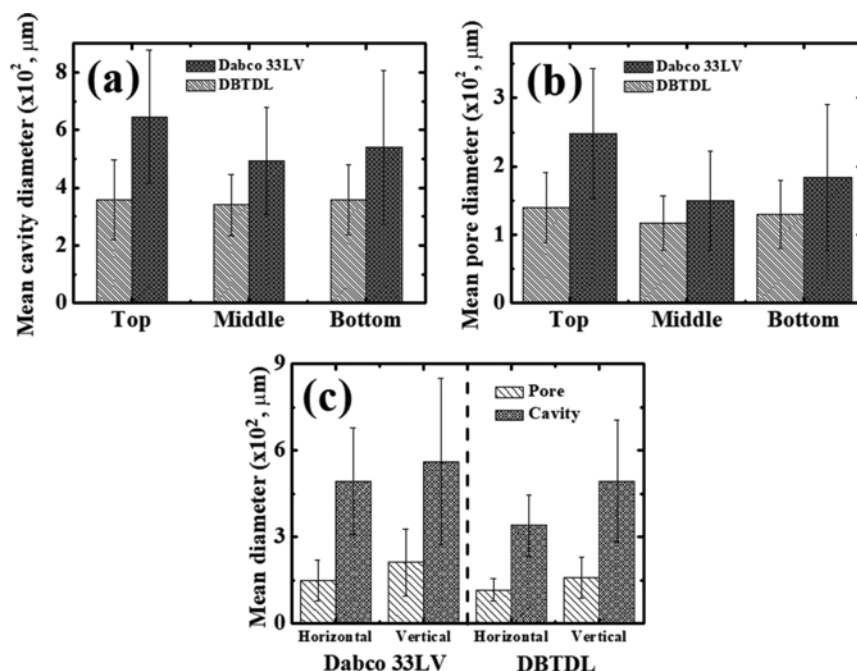 (a)
Mean cavity diameter (x10², μm)
8
6
4
2
0
Dabco 33LV
DBTDL
Top Middle Bottom
(b)
Mean pore diameter (x10², μm)
3
2
1
0
Dabco 33LV
DBTDL
Top Middle Bottom
(c)
Mean diameter (x10², μm)
9
6
3
0
Pore
Cavity
Horizontal Vertical Horizontal Vertical
Dabco 33LV DBTDL